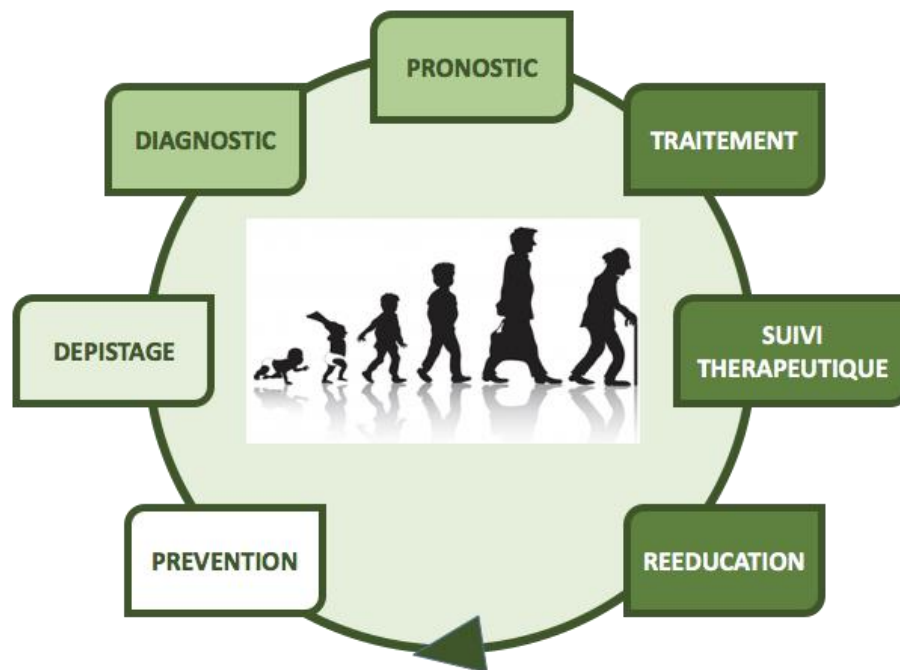 PRONOSTIC
DIAGNOSTIC
TRAITEMENT
DEPISTAGE
SUIVI
THERAPEUTIQUE
PREVENTION
REEDUCATION